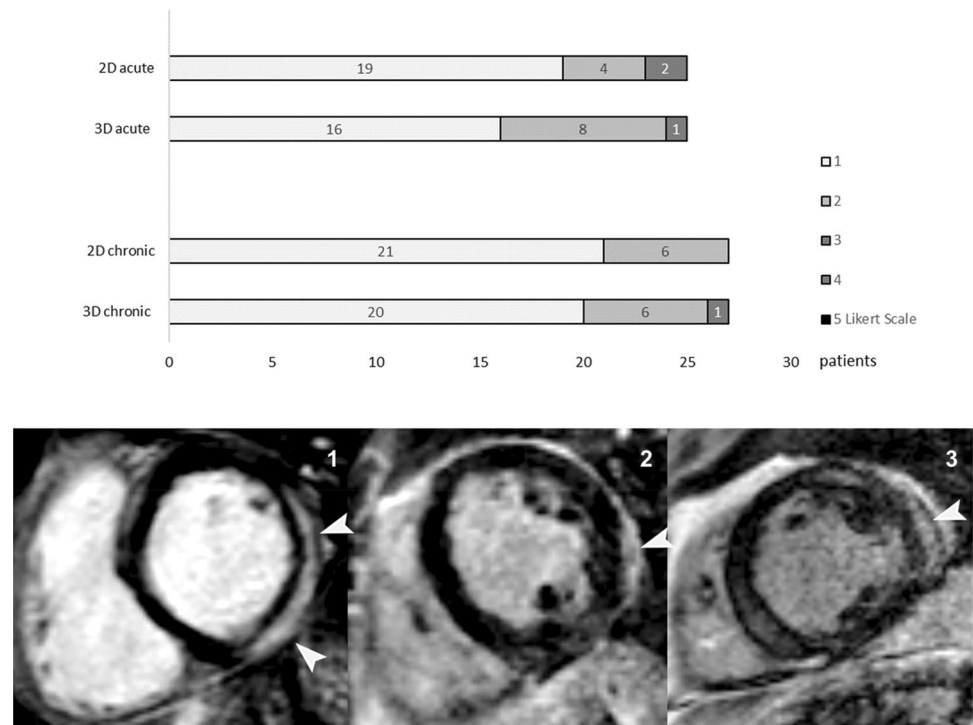 2D acute 19 4 2
3D acute 16 8 1
1
2
3
2D chronic 21 6
4
3D chronic 20 6 1
5 Likert Scale
0 5 10 15 20 25 30 patients
1 2 3